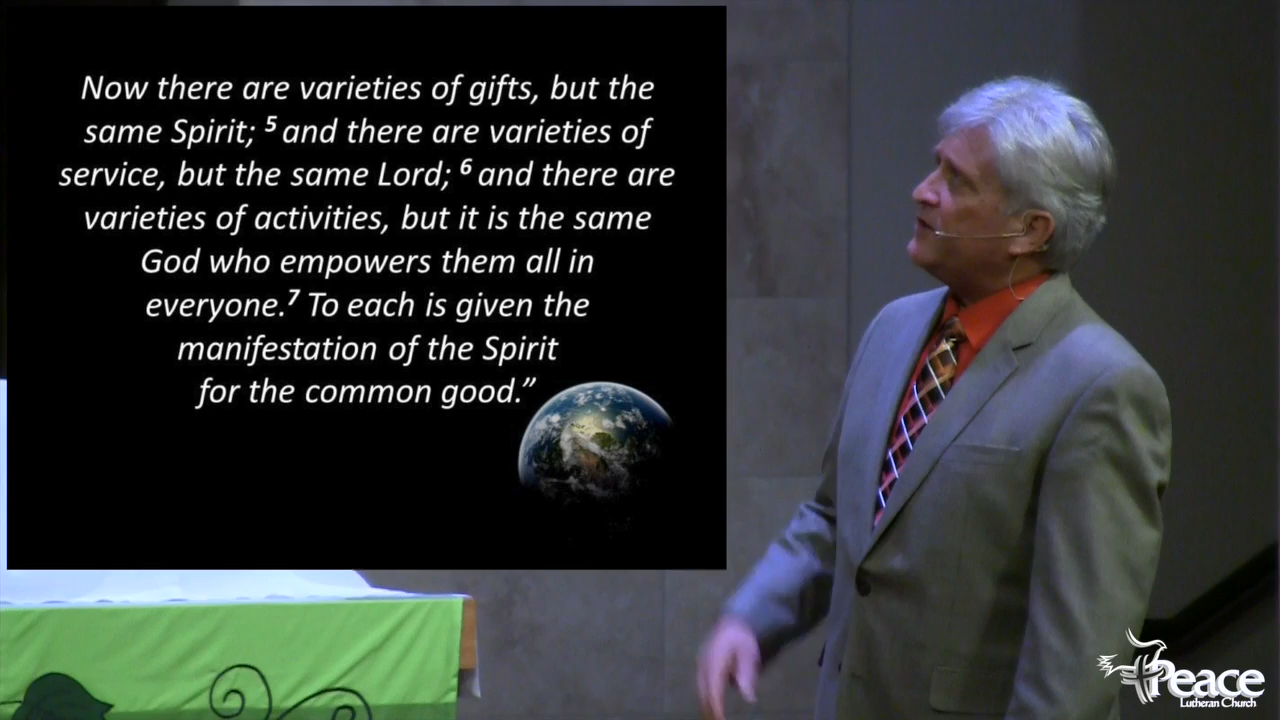 Now there are varieties of gifts, but the
same Spirit; 5 and there are varieties of
service, but the same Lord; 6 and there are
varieties of activities, but it is the same
God who empowers them all in
everyone.7 To each is given the
manifestation of the Spirit
for the common good.”
Peace
Lutheran Church